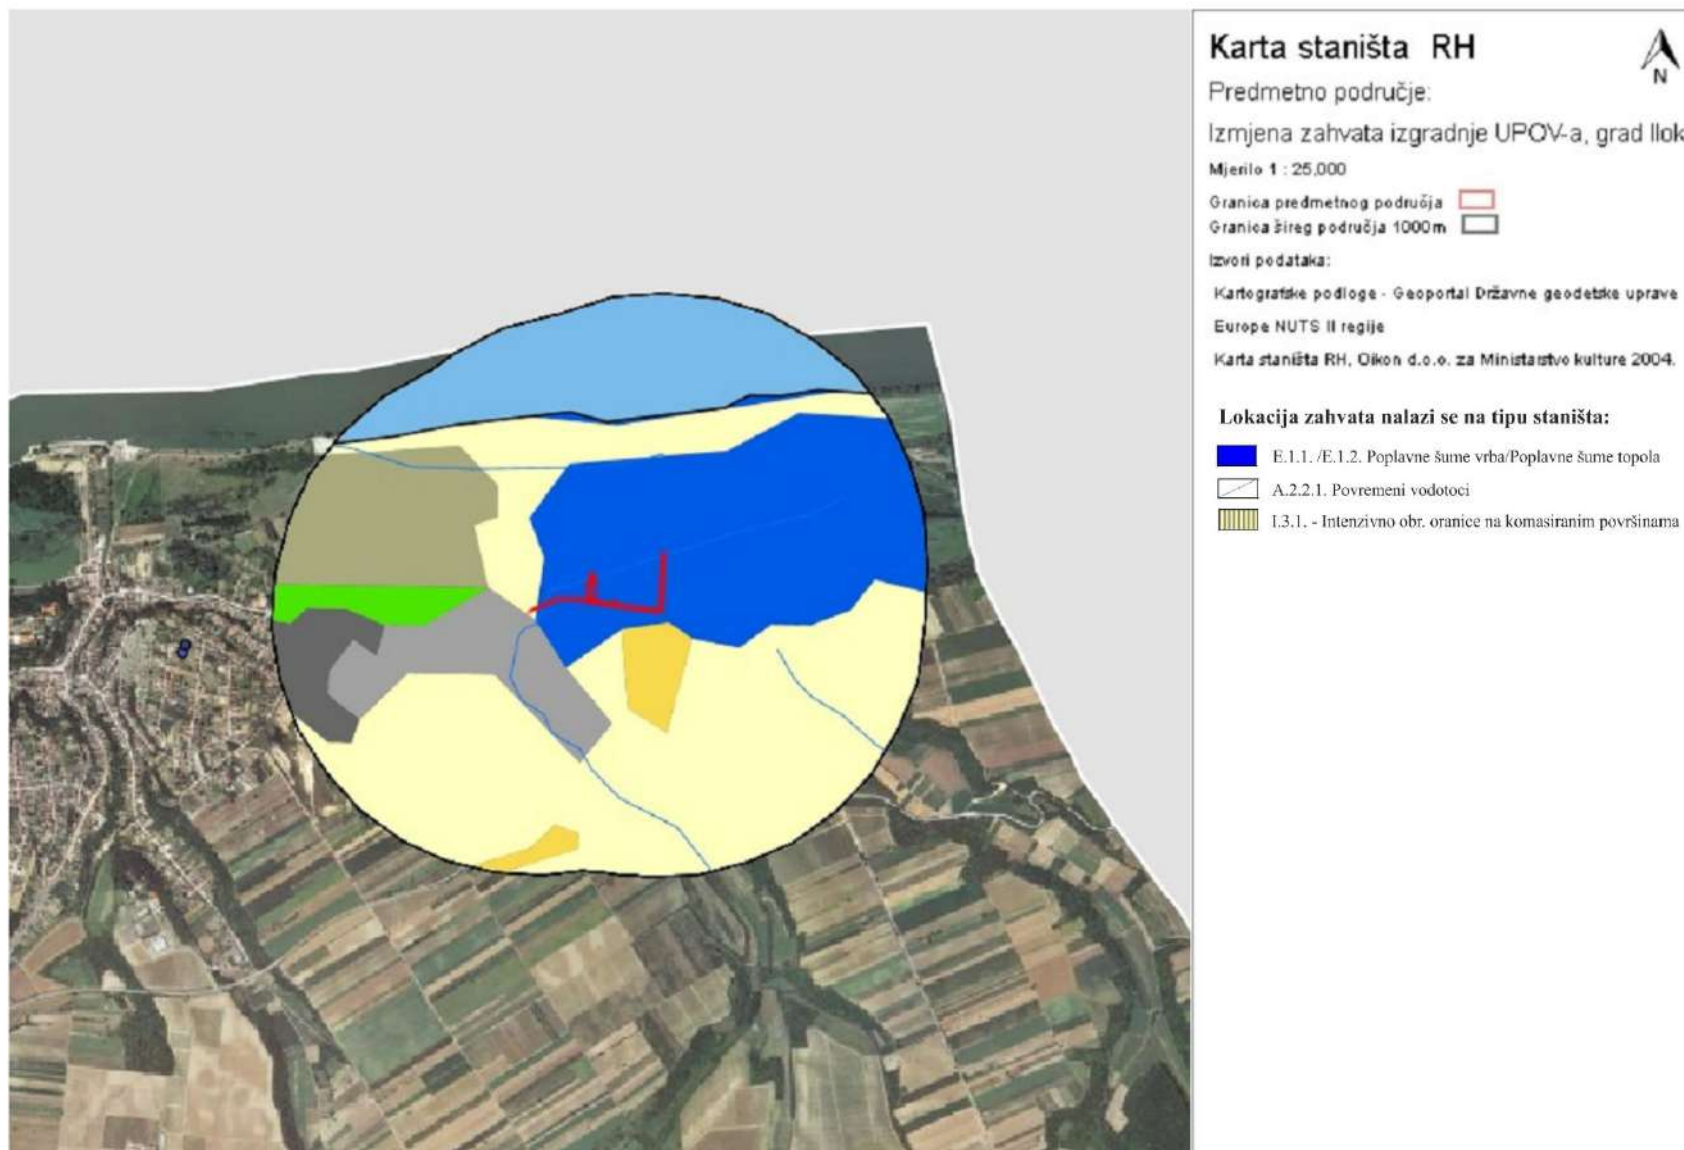 Karta staništa RH
N
Predmetno područje:
Izmjena zahvata izgradnje UPOV-a, grad Ilok
Mjerilo 1 : 25,000
Granica predmetnog područja
Granica šireg područja 1000m
Izvori podataka:
Kartografske podloge - Geoportal Državne geodetske uprave
Europe NUTS II regije
Karta staništa RH, Oikon d.o.o. za Ministarstvo kulture 2004.
Lokacija zahvata nalazi se na tipu staništa:
E.1.1. /E.1.2. Poplavne šume vrba/Poplavne šume topola
A.2.2.1. Povremeni vodotoci
I.3.1. - Intenzivno obr. oranice na komasiranim površinama